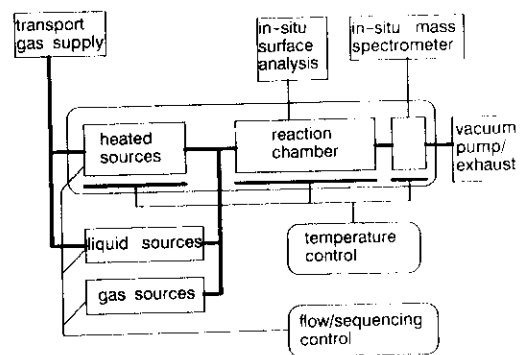 transport
gas supply
in-situ
surface
analysis
in-situ mass
spectrometer
heated
sources
reaction
chamber
vacuum
pump/
exhaust
liquid sources
temperature
control
gas sources
flow/sequencing
control